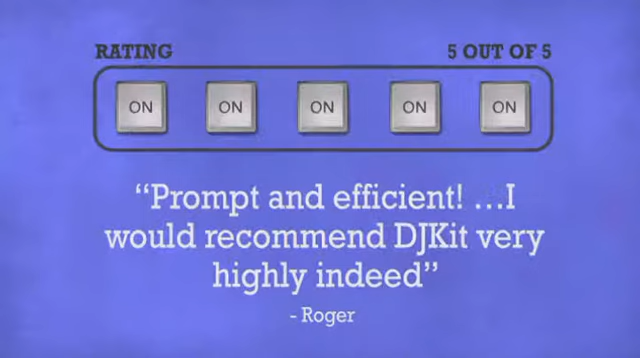 RATING 5 OUT OF 5
ON ON ON ON ON
“Prompt and efficient! …I
would recommend DJKit very
highly indeed”
- Roger